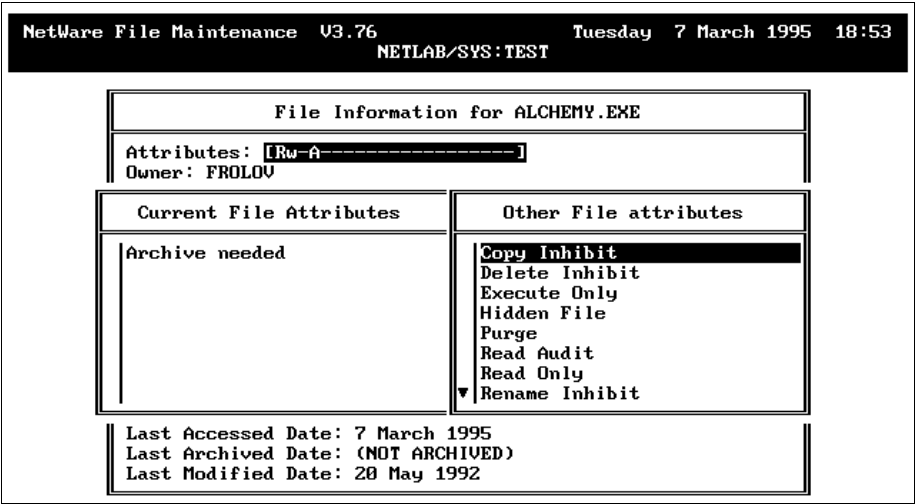 NetWare File Maintenance V3.76 Tuesday 7 March 1995 18:53
NETLAB/SYS:TEST
File Information for ALCHEMY.EXE
Attributes: [Rw-A------------------]
Owner: FROLOV
Current File Attributes
Archive needed
Other File attributes
Copy Inhibit
Delete Inhibit
Execute Only
Hidden File
Purge
Read Audit
Read Only
▼ Rename Inhibit
Last Accessed Date: 7 March 1995
Last Archived Date: (NOT ARCHIVED)
Last Modified Date: 20 May 1992